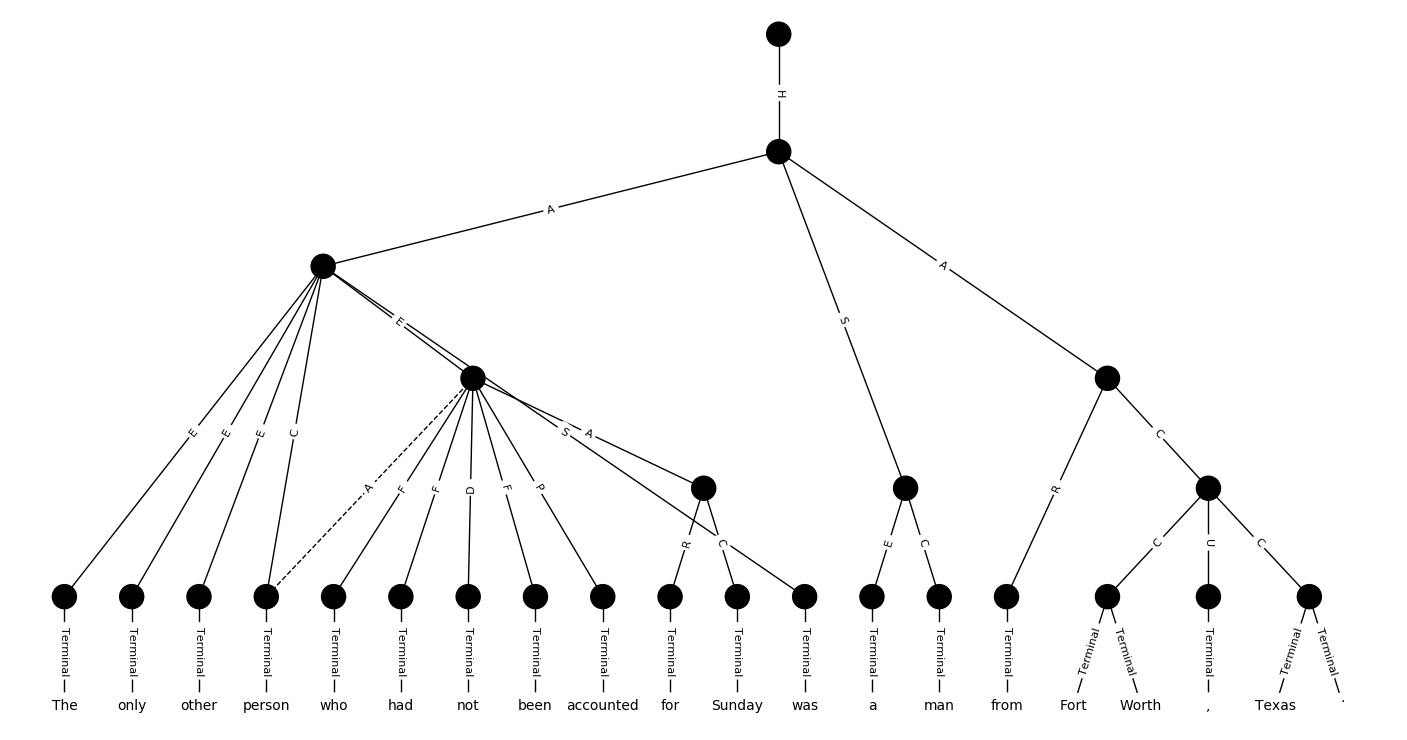 H
A
S
A
E
E
E
E
C
S
A
A
F
F
D
F
P
R
C
E
C
R
C
C
U
C
Terminal Terminal Terminal Terminal Terminal Terminal Terminal Terminal Terminal Terminal Terminal Terminal Terminal Terminal Terminal Terminal Terminal Terminal Terminal Terminal
The only other person who had not been accounted for Sunday was a man from Fort Worth , Texas .